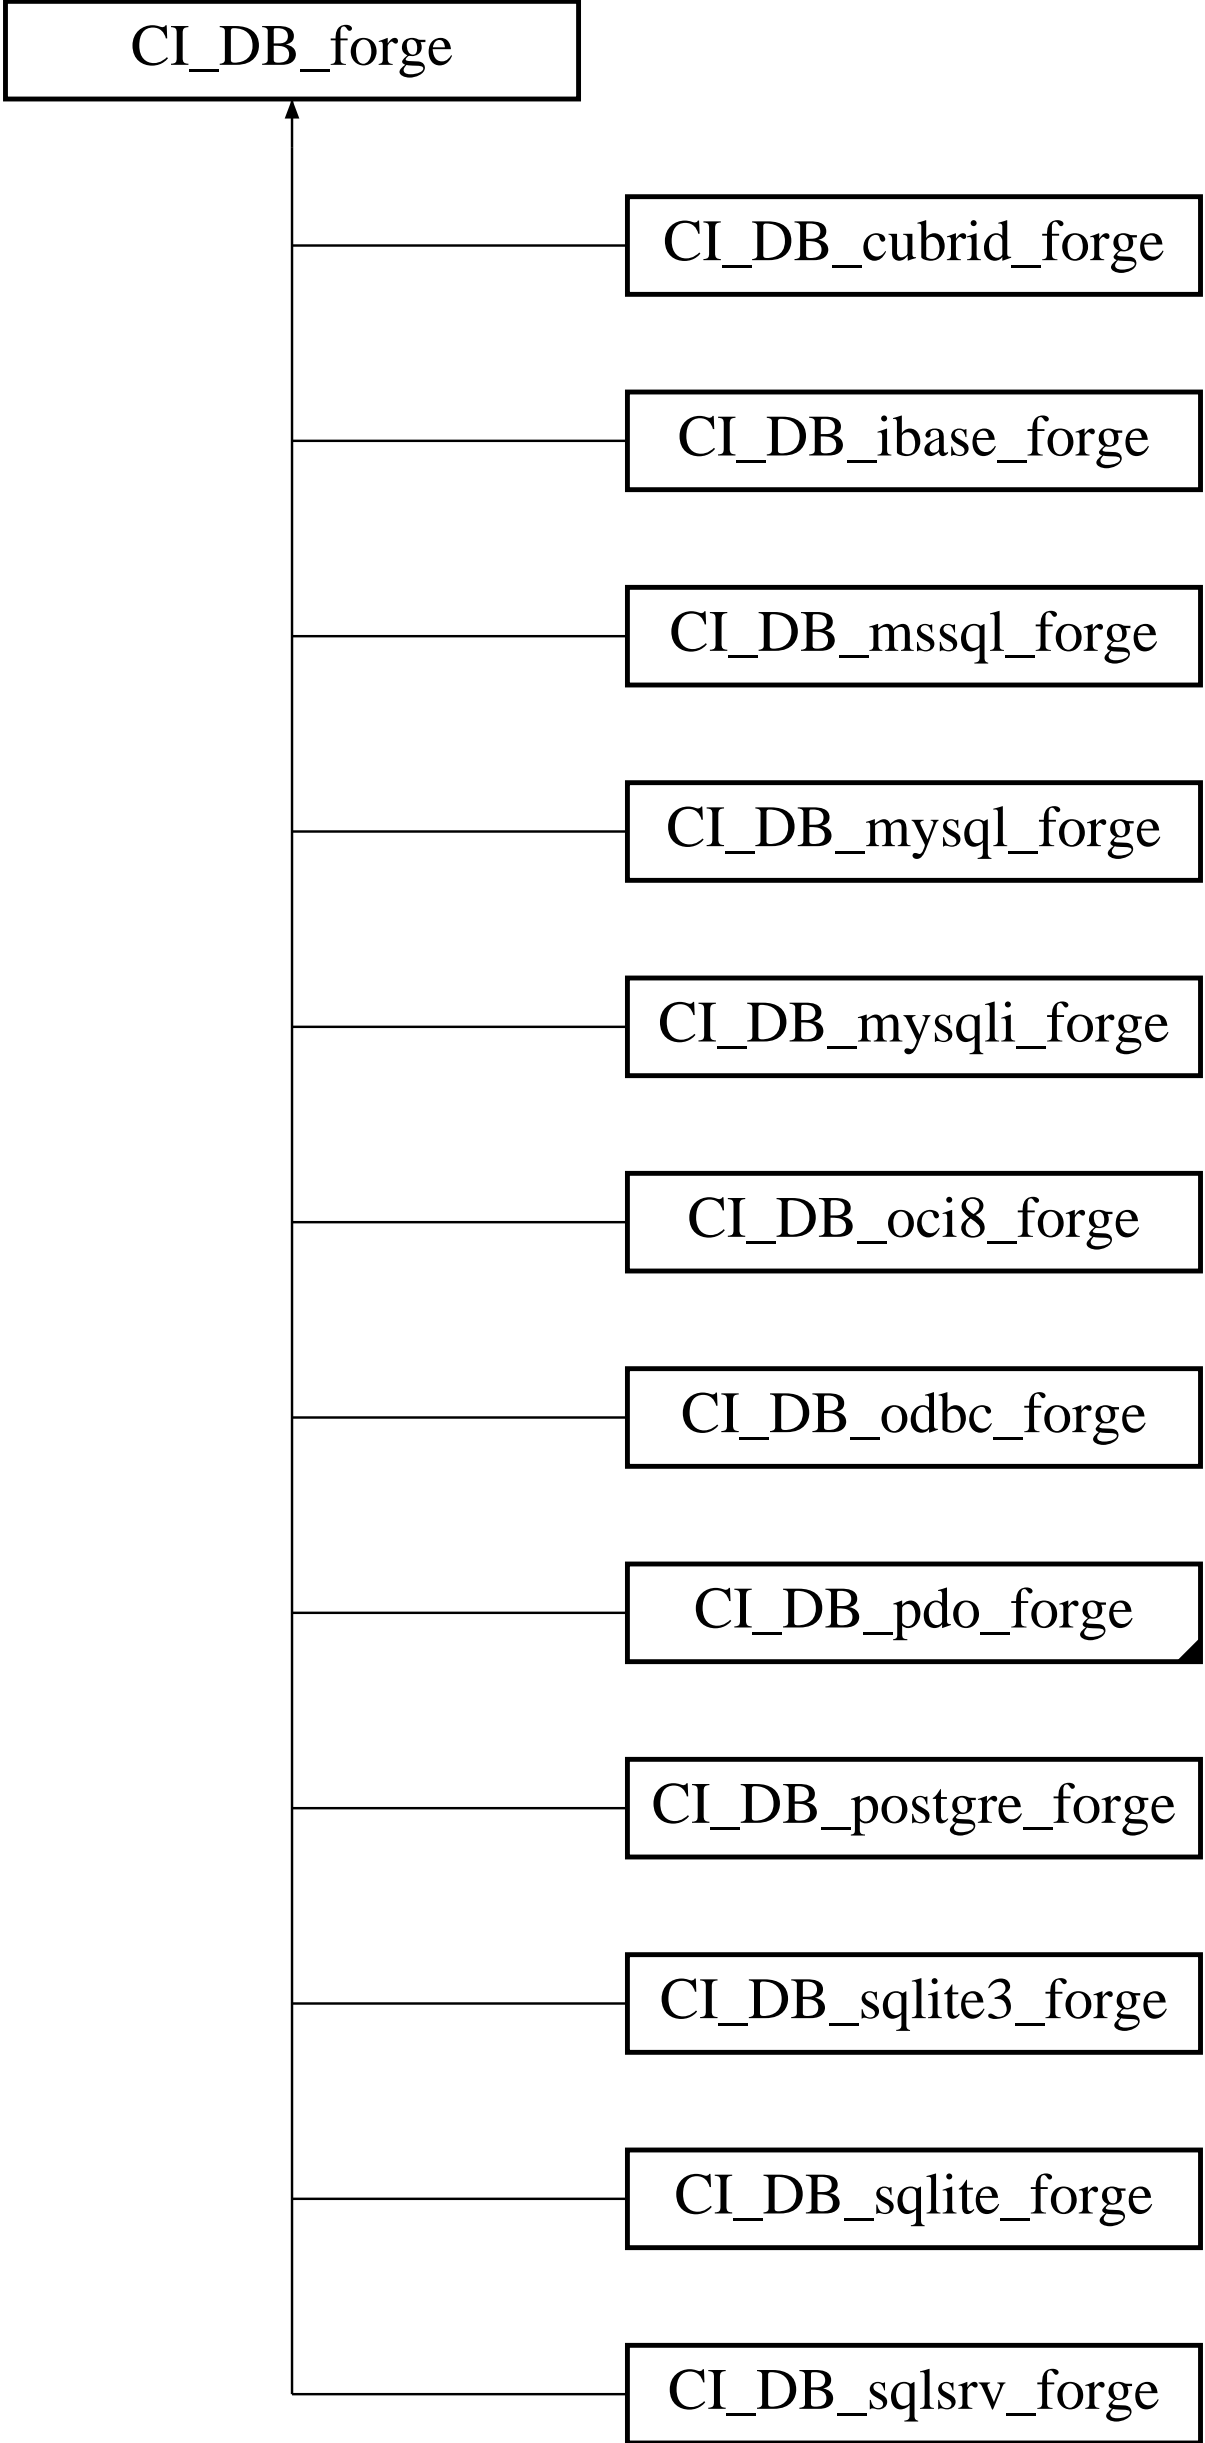 CI_DB_forge
CI_DB_cubrid_forge
CI_DB_ibase_forge
CI_DB_mssql_forge
CI_DB_mysql_forge
CI_DB_mysqli_forge
CI_DB_oci8_forge
CI_DB_odbc_forge
CI_DB_pdo_forge
CI_DB_postgre_forge
CI_DB_sqlite3_forge
CI_DB_sqlite_forge
CI_DB_sqlsrv_forge